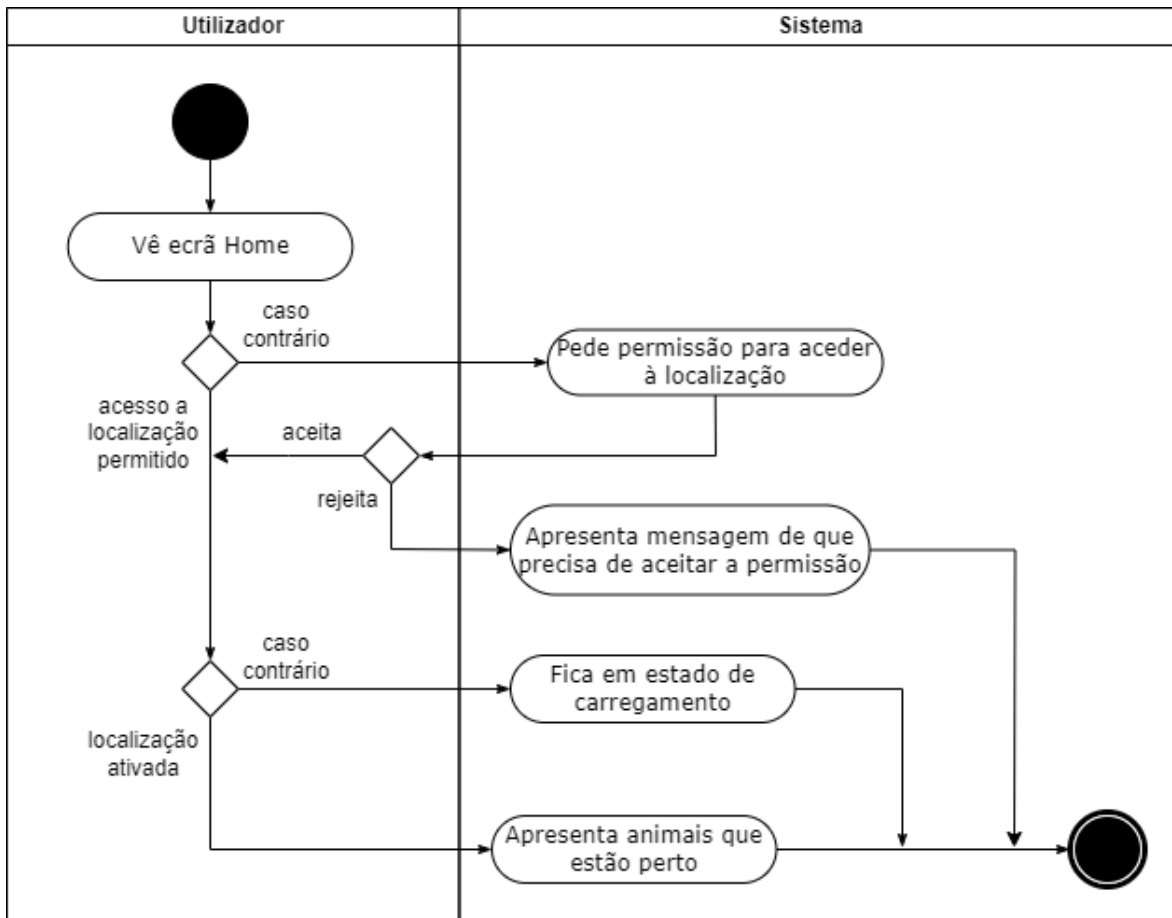 Utilizador
Sistema
Vê ecrã Home
caso
contrário
Pede permissão para aceder
à localização
acesso a
localização
permitido
aceita
rejeita
Apresenta mensagem de que
precisa de aceitar a permissão
caso
contrário
Fica em estado de
carregamento
localização
ativada
Apresenta animais que
estão perto